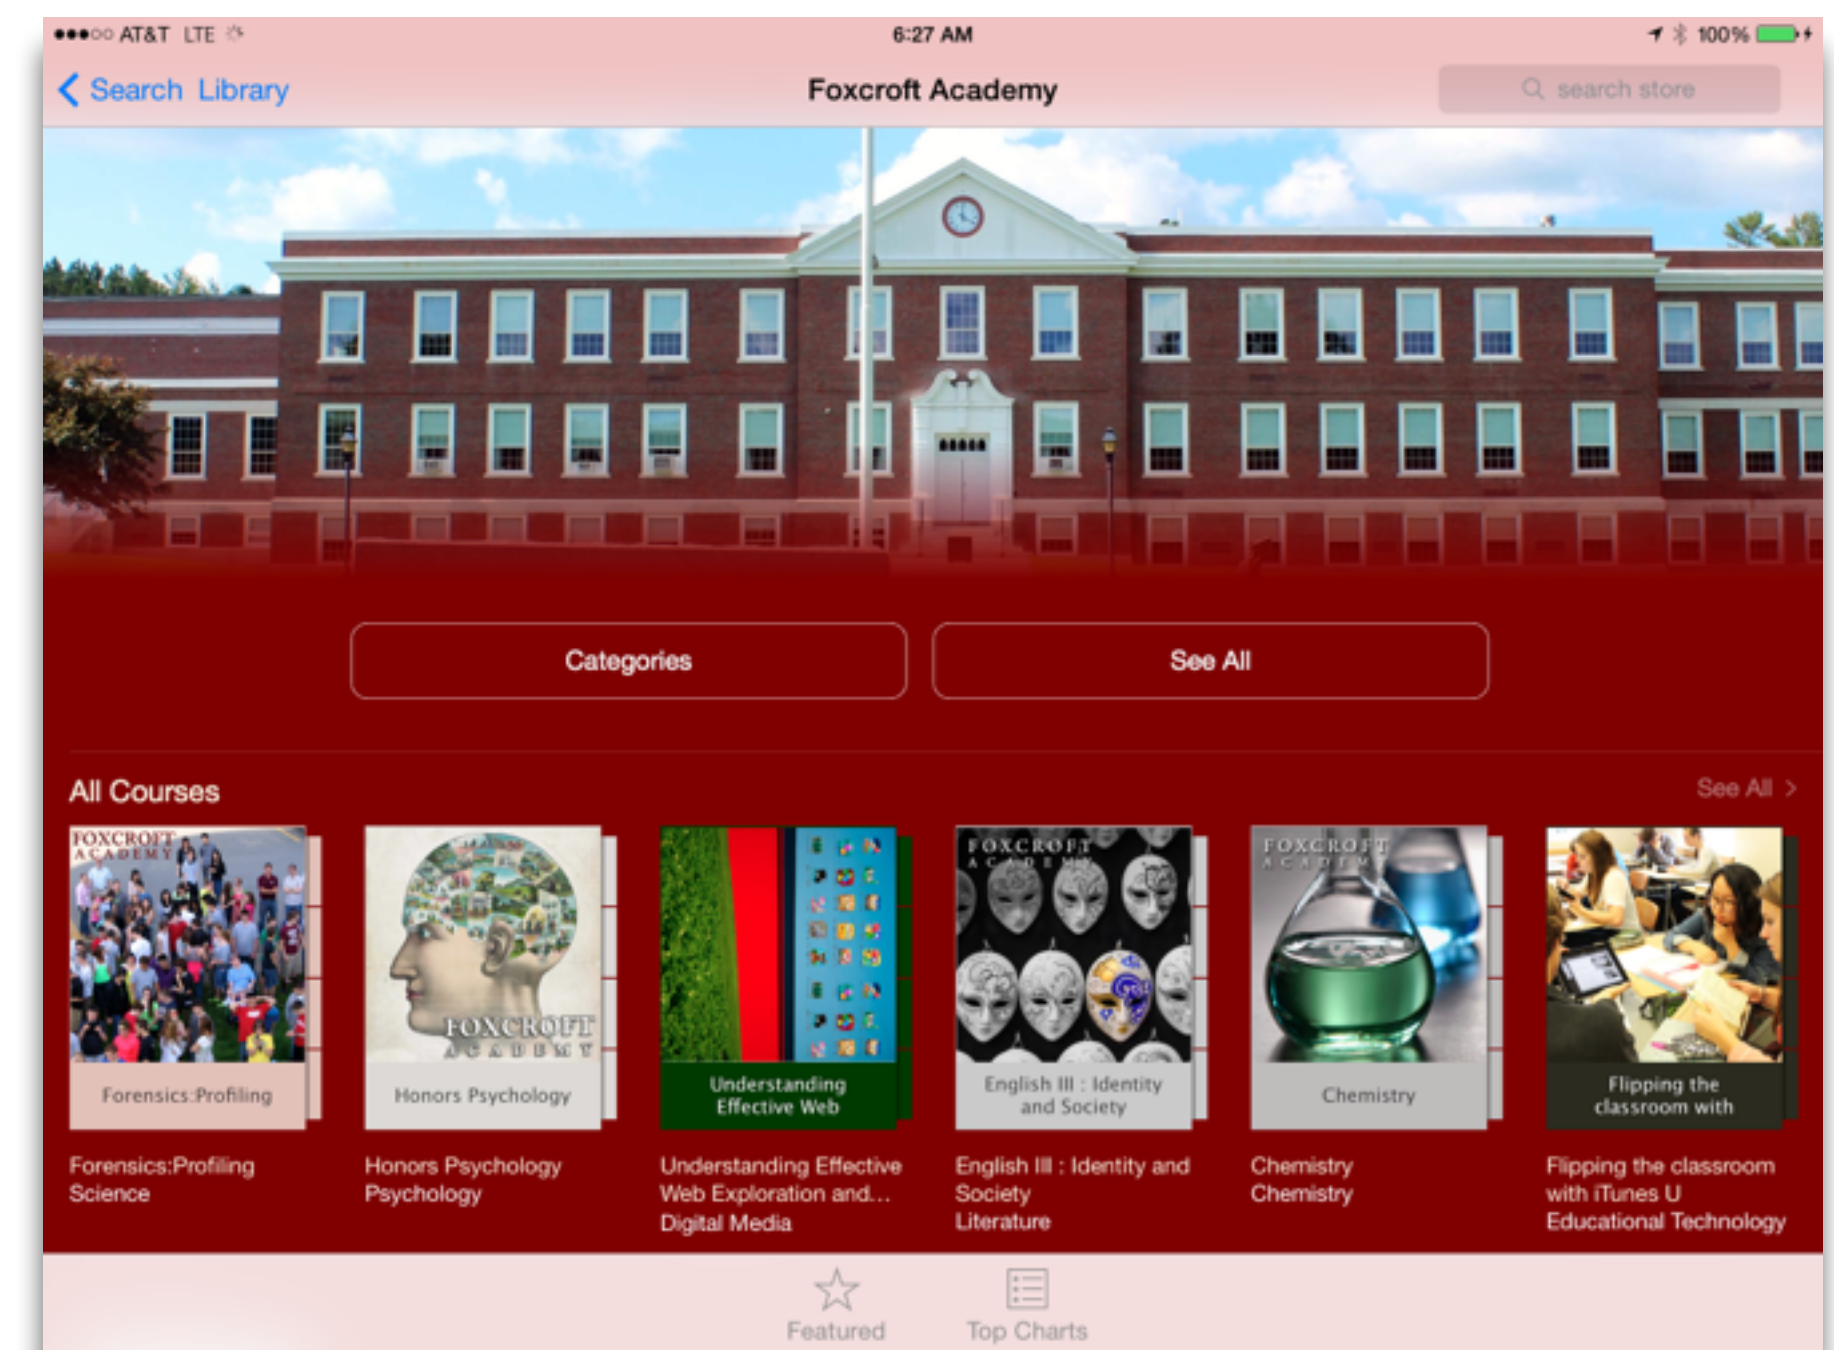 AT&T LTE
6:27 AM
100%
Search Library
Foxcroft Academy
search store
Categories
See All
All Courses
See All >
FOXCROFT
ACADEMY
Forensics:Profiling
FOXCROFT
ACADEMY
Honors Psychology
Understanding
Effective Web
FOXCROFT
ACADEMY
English III : Identity
and Society
FOXCROFT
ACADEMY
Chemistry
Flipping the
classroom with
Forensics:Profiling
Science
Honors Psychology
Psychology
Understanding Effective
Web Exploration and...
Digital Media
English III : Identity and
Society
Literature
Chemistry
Chemistry
Flipping the classroom
with iTunes U
Educational Technology
Featured
Top Charts